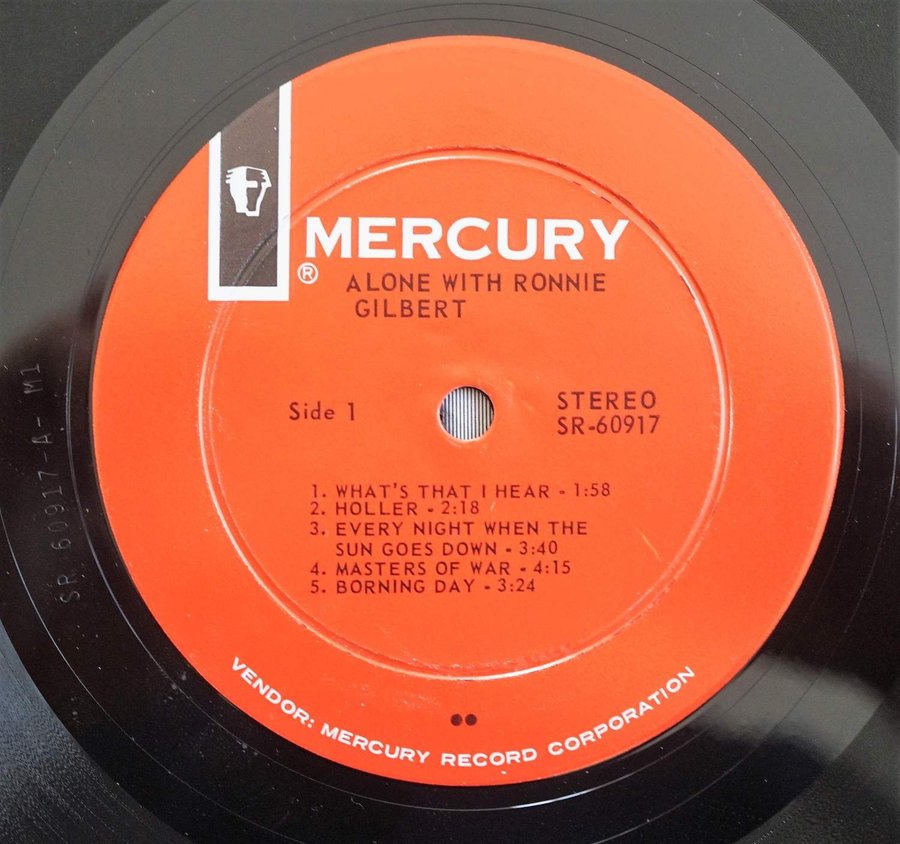 MERCURY
®
ALONE WITH RONNIE
GILBERT
Side 1
STEREO
SR-60917
1. WHAT'S THAT I HEAR - 1:58
2. HOLLER - 2:18
3. EVERY NIGHT WHEN THE
SUN GOES DOWN - 3:40
4. MASTERS OF WAR - 4:15
5. BORNING DAY - 3:24
VENDOR: MERCURY RECORD CORPORATION
SR 60917-A- M1